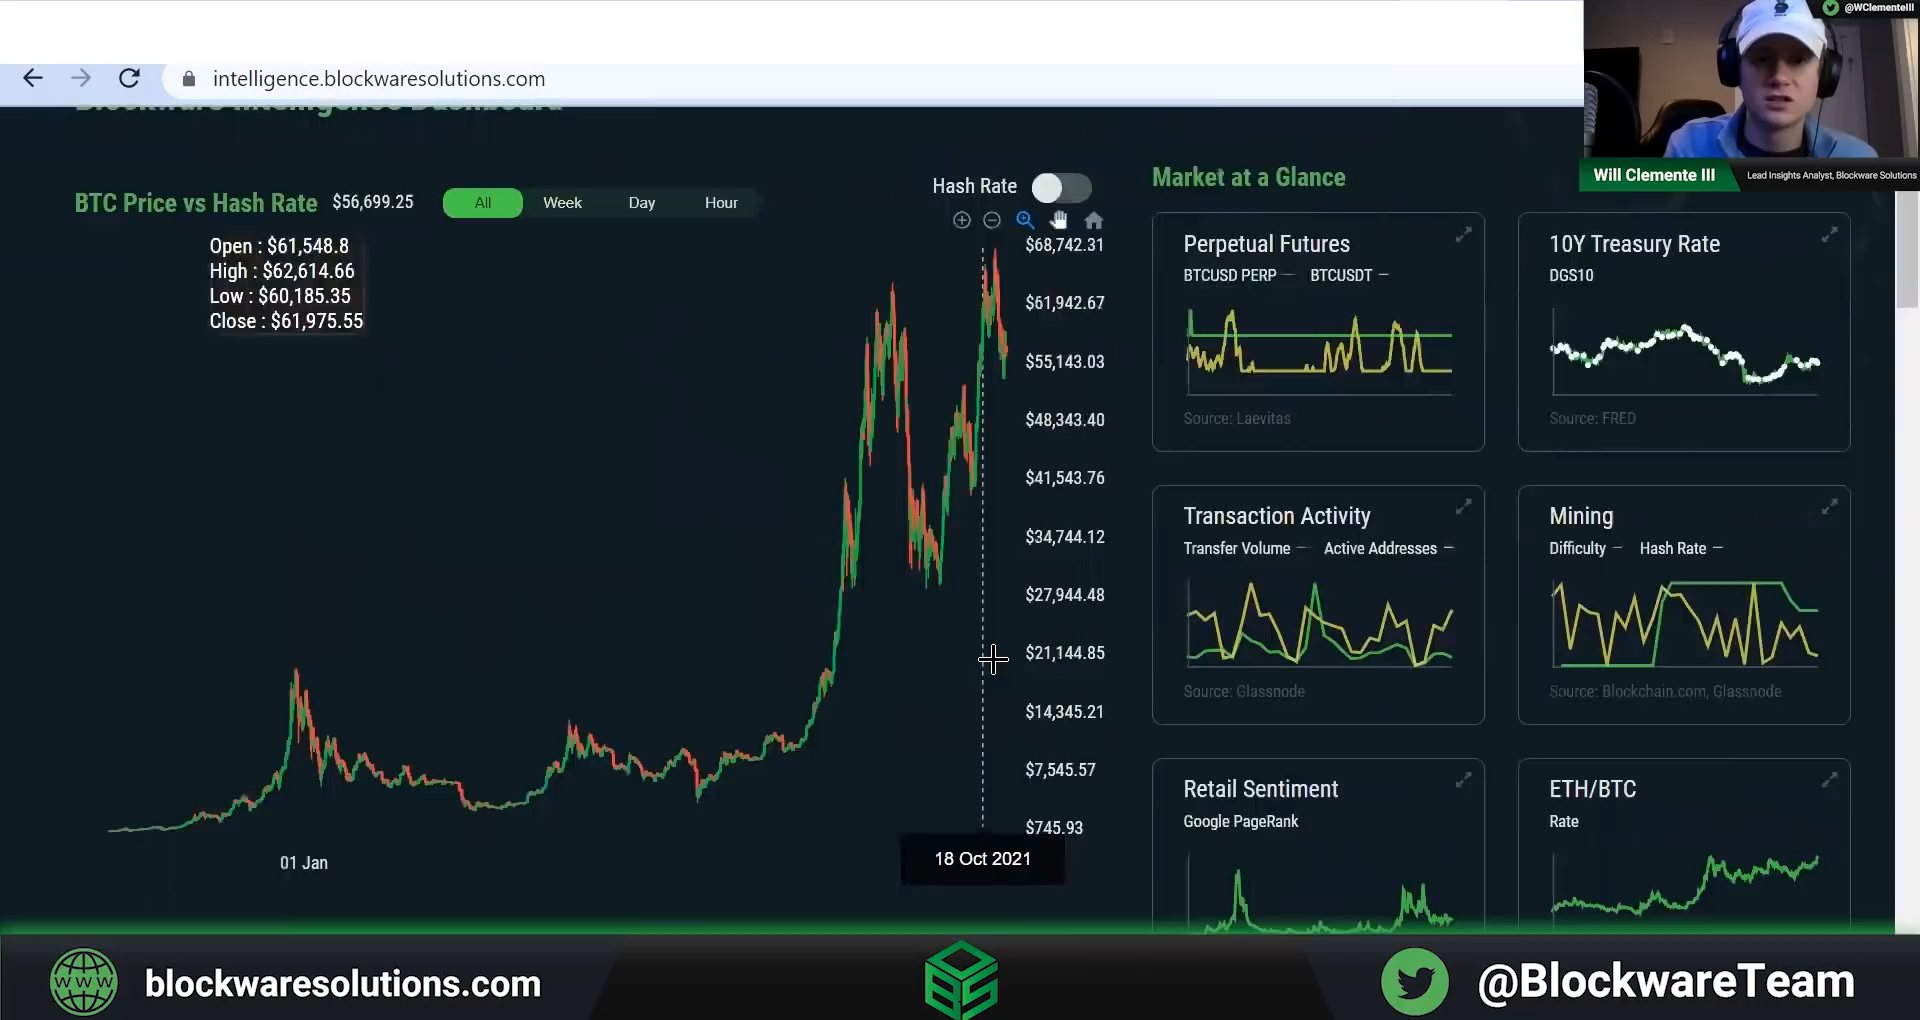 @WClementeIII
intelligence.blockwaresolutions.com
Blockware Intelligence Dashboard
Will Clemente III
Lead Insights Analyst, Blockware Solutions
BTC Price vs Hash Rate $56,699.25 All Week Day Hour
Hash Rate
Open : $61,548.8
High : $62,614.66
Low : $60,185.35
Close : $61,975.55
$68,742.31
$61,942.67
$55,143.03
$48,343.40
$41,543.76
$34,744.12
$27,944.48
$21,144.85
$14,345.21
$7,545.57
$745.93
01 Jan
18 Oct 2021
Market at a Glance
Perpetual Futures
BTCUSD PERP BTCUSDT
Source: Laevitas
10Y Treasury Rate
DGS10
Source: FRED
Transaction Activity
Transfer Volume Active Addresses
Source: Glassnode
Mining
Difficulty Hash Rate
Source: Blockchain.com, Glassnode
Retail Sentiment
Google PageRank
ETH/BTC
Rate
WWW
blockwaresolutions.com
BS
@BlockwareTeam